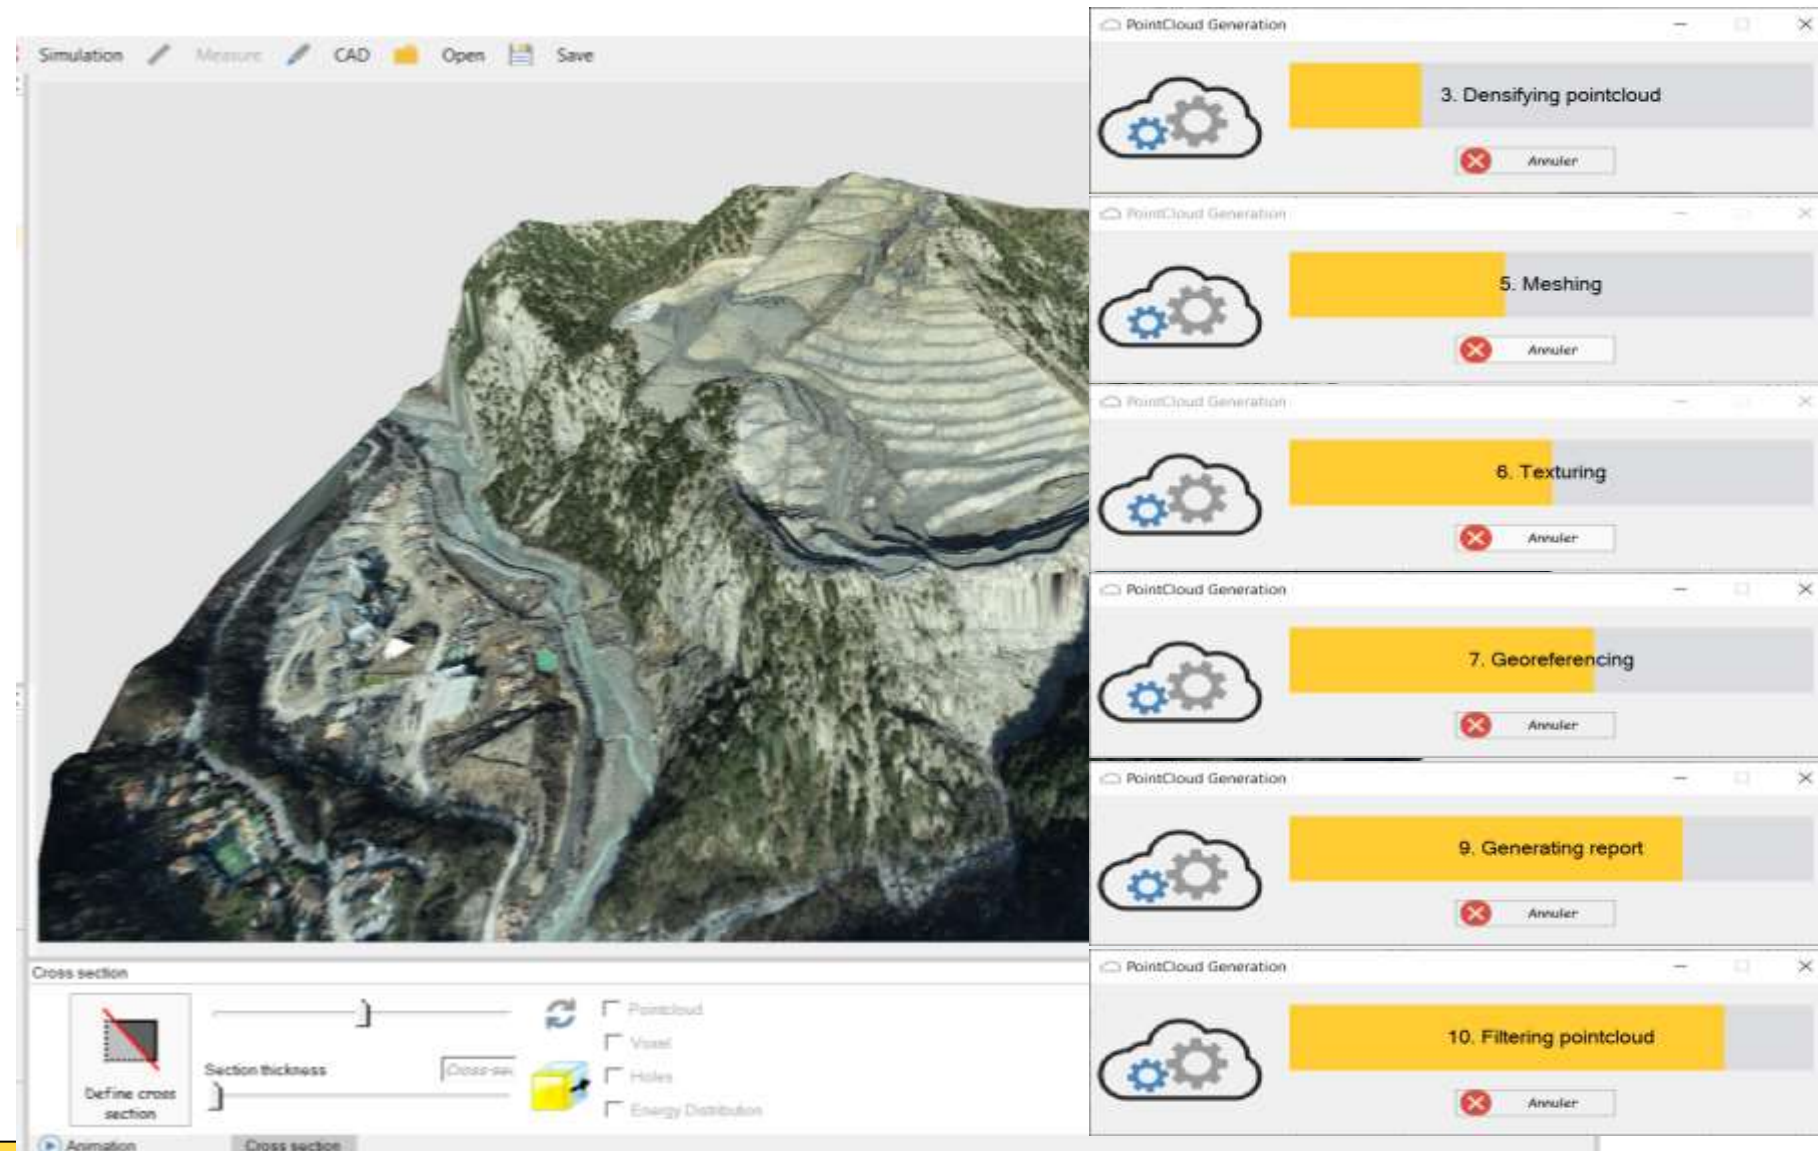 Simulation Measure CAD Open Save
PointCloud Generation
3. Densifying pointcloud
Annuler
PointCloud Generation
5. Meshing
Annuler
PointCloud Generation
6. Texturing
Annuler
PointCloud Generation
7. Georeferencing
Annuler
PointCloud Generation
9. Generating report
Annuler
PointCloud Generation
10. Filtering pointcloud
Annuler
Cross section
Define cross
section
Section thickness
Cross-sec
Pointcloud
Voxel
Holes
Energy Distribution
Animation
Cross section